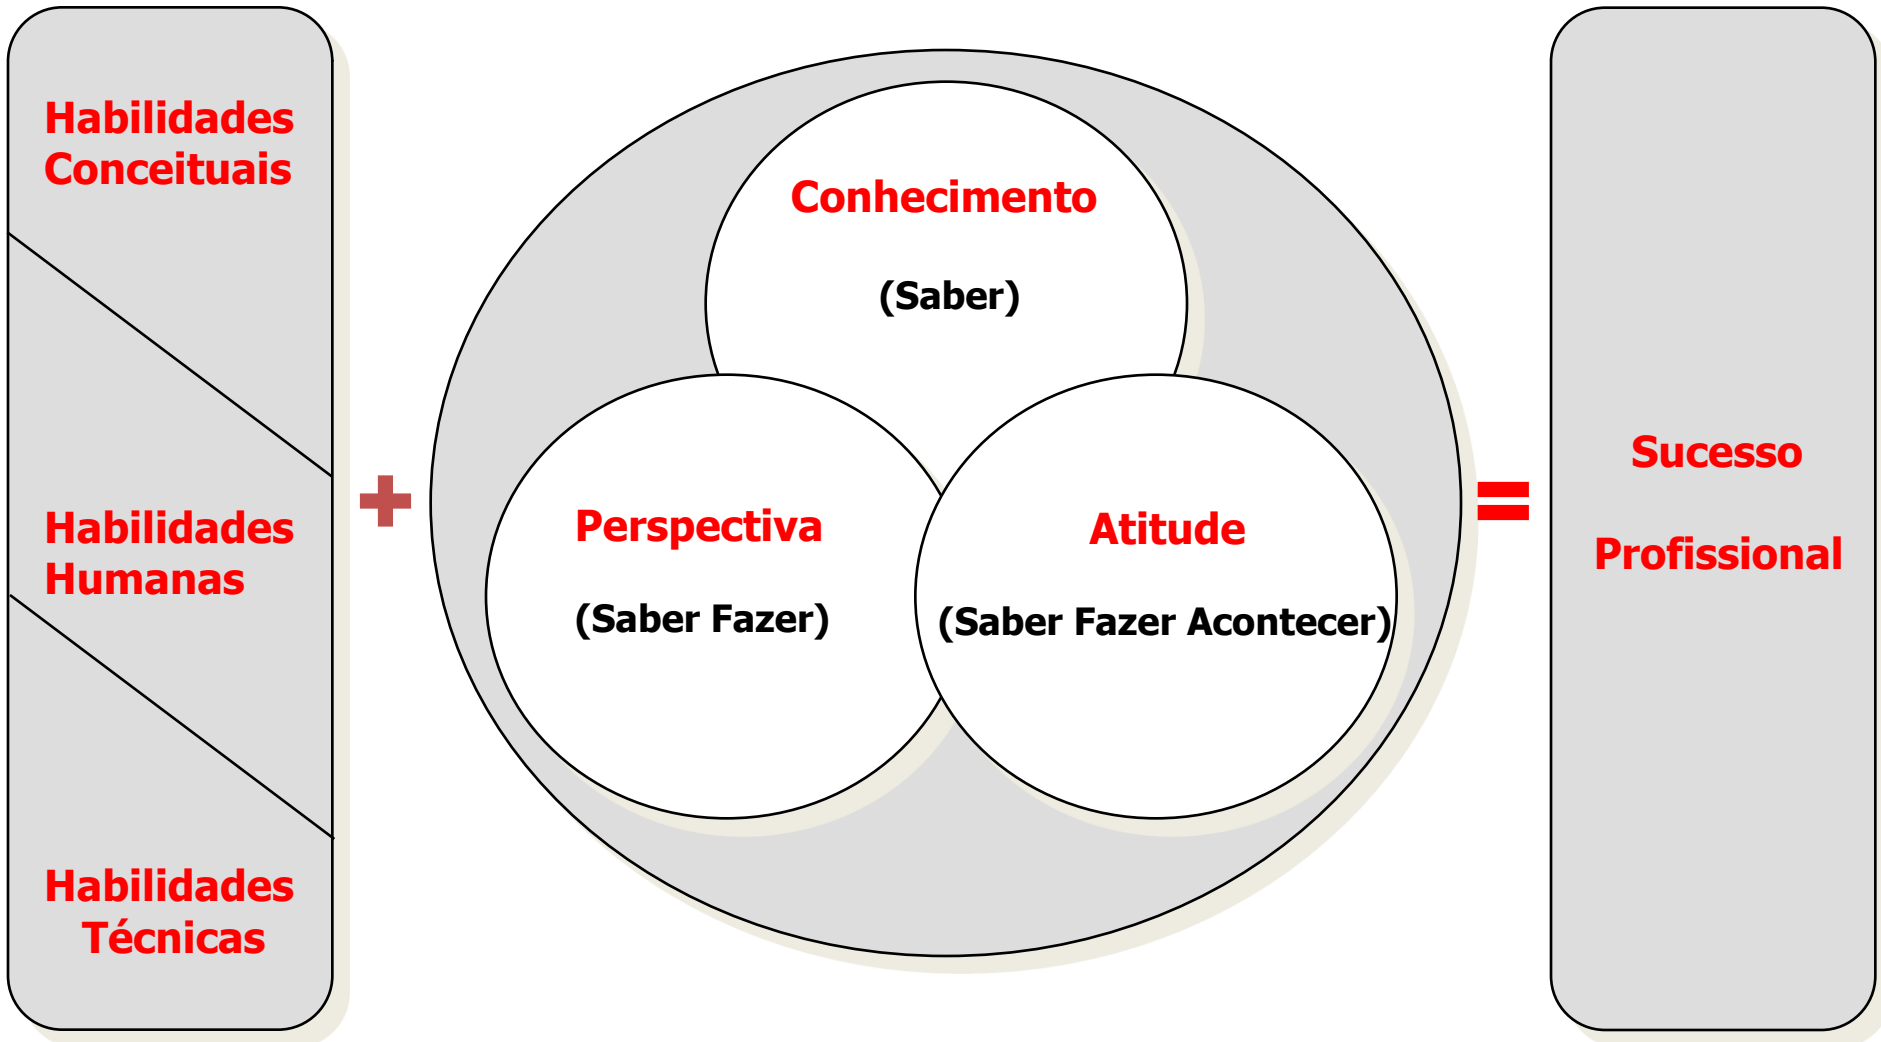 Habilidades
Conceituais
Habilidades
Humanas
Habilidades
Técnicas
+
Conhecimento
(Saber)
Perspectiva
(Saber Fazer)
Atitude
(Saber Fazer Acontecer)
=
Sucesso
Profissional